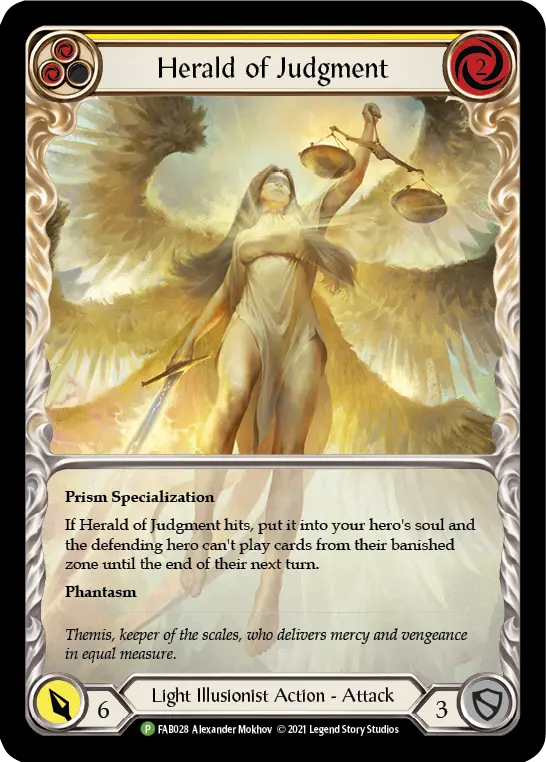 Herald of Judgment
2
Prism Specialization
If Herald of Judgment hits, put it into your hero's soul and
the defending hero can't play cards from their banished
zone until the end of their next turn.
Phantasm
Themis, keeper of the scales, who delivers mercy and vengeance
in equal measure.
6
Light Illusionist Action - Attack
3
P FAB028 Alexander Mokhov © 2021 Legend Story Studios